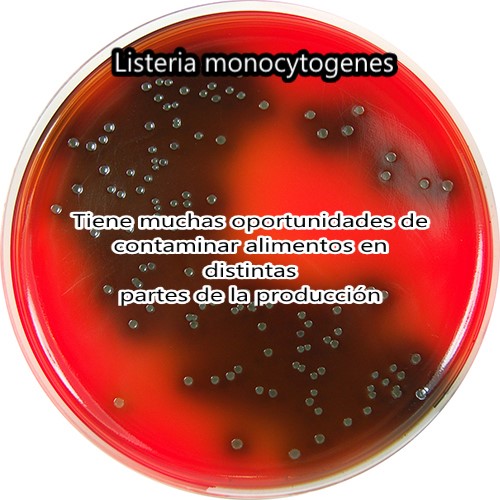 Listeria monocytogenes
Tiene muchas oportunidades de
contaminar alimentos en
distintas
partes de la producción